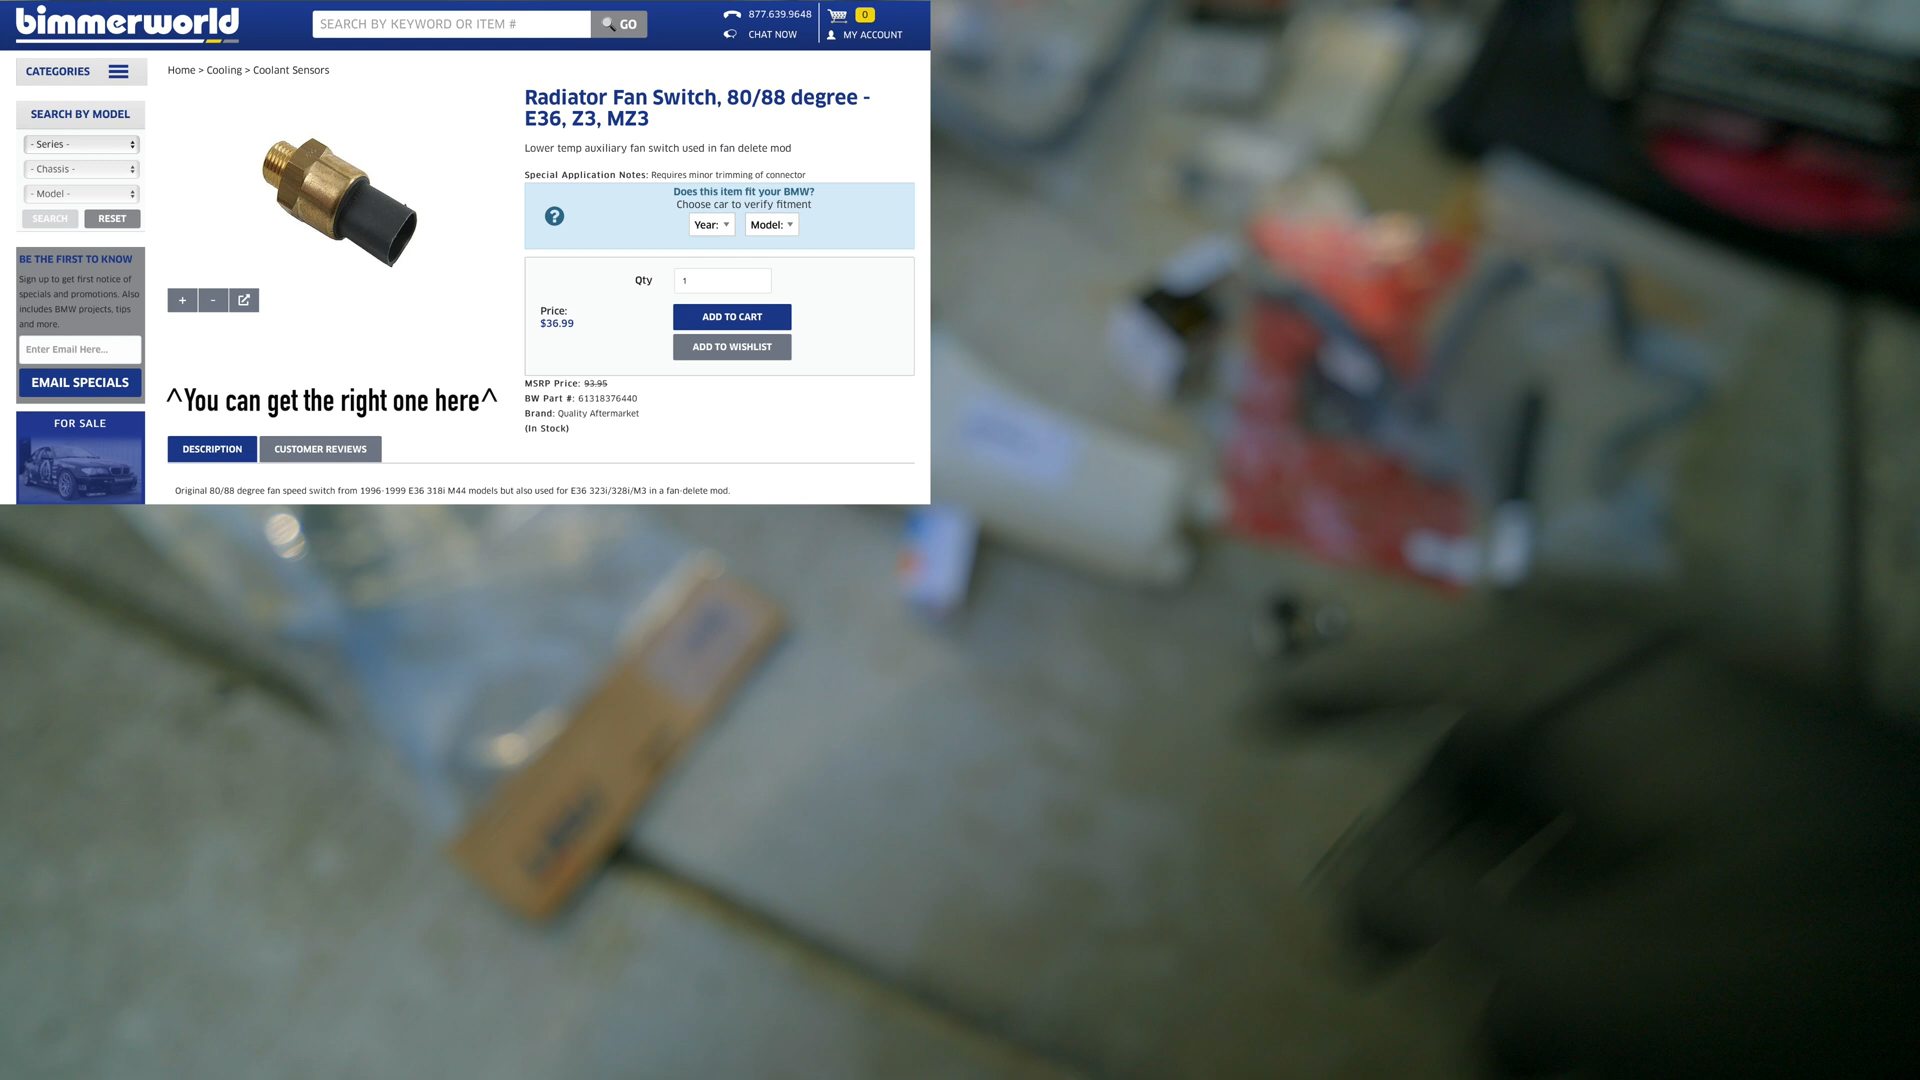 bimmerworld
SEARCH BY KEYWORD OR ITEM #
GO
877.639.9648
0
CHAT NOW
MY ACCOUNT
CATEGORIES
Home > Cooling > Coolant Sensors
SEARCH BY MODEL
- Series -
- Chassis -
- Model -
SEARCH
RESET
BE THE FIRST TO KNOW
Sign up to get first notice of
specials and promotions. Also
includes BMW projects, tips
and more.
Enter Email Here...
EMAIL SPECIALS
FOR SALE
+
-
^You can get the right one here^
Radiator Fan Switch, 80/88 degree -
E36, Z3, MZ3
Lower temp auxiliary fan switch used in fan delete mod
Special Application Notes: Requires minor trimming of connector
Does this item fit your BMW?
Choose car to verify fitment
?
Year:
Model:
Qty
1
Price:
$36.99
ADD TO CART
ADD TO WISHLIST
MSRP Price: 93.95
BW Part #: 61318376440
Brand: Quality Aftermarket
(In Stock)
DESCRIPTION
CUSTOMER REVIEWS
Original 80/88 degree fan speed switch from 1996-1999 E36 318i M44 models but also used for E36 323i/328i/M3 in a fan-delete mod.